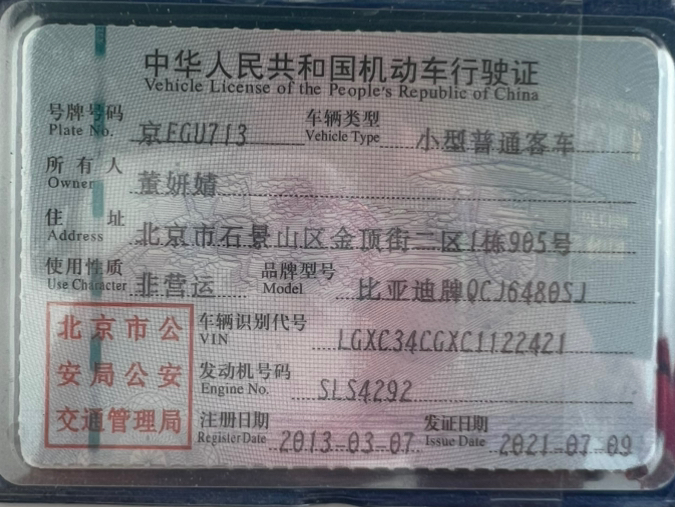 中华人民共和国机动车行驶证
Vehicle License of the People's Republic of China
号牌号码 京EGU713 车辆类型 小型普通客车
Plate No. Vehicle Type
所有人 董妍婧
Owner
住址 北京市石景山区金顶街二区1栋905号
Address
使用性质 非营运 品牌型号 比亚迪牌QCJ6480SJ
Use Character Model
北京市公 车辆识别代号 LGXC34CGXC1122421
VIN
安局公安 发动机号码 SLS4292
Engine No.
交通管理局 注册日期 2013-03-07 发证日期 2021-07-09
Register Date Issue Date